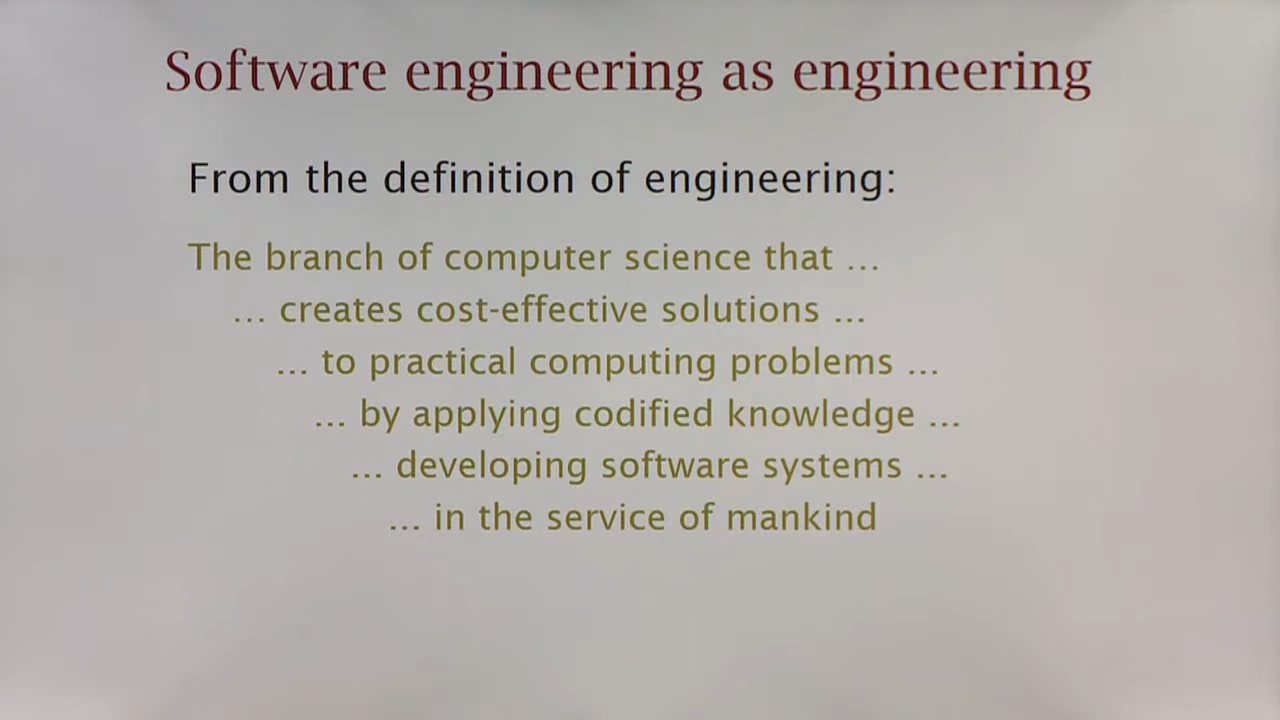 Software engineering as engineering
From the definition of engineering:
The branch of computer science that ...
... creates cost-effective solutions ...
... to practical computing problems ...
... by applying codified knowledge ...
... developing software systems ...
... in the service of mankind